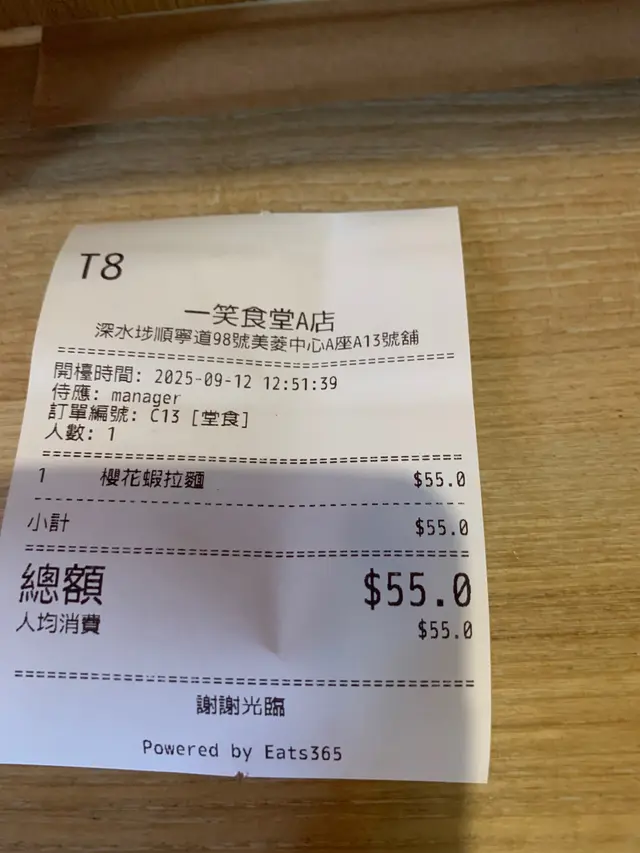 T8
一笑食堂A店
深水埗順寧道98號美菱中心A座A13號舖
開檯時間: 2025-09-12 12:51:39
侍應: manager
訂單編號: C13 [堂食]
人數: 1
1 櫻花蝦拉麵 $55.0
小計 $55.0
總額 $55.0
人均消費 $55.0
謝謝光臨
Powered by Eats365